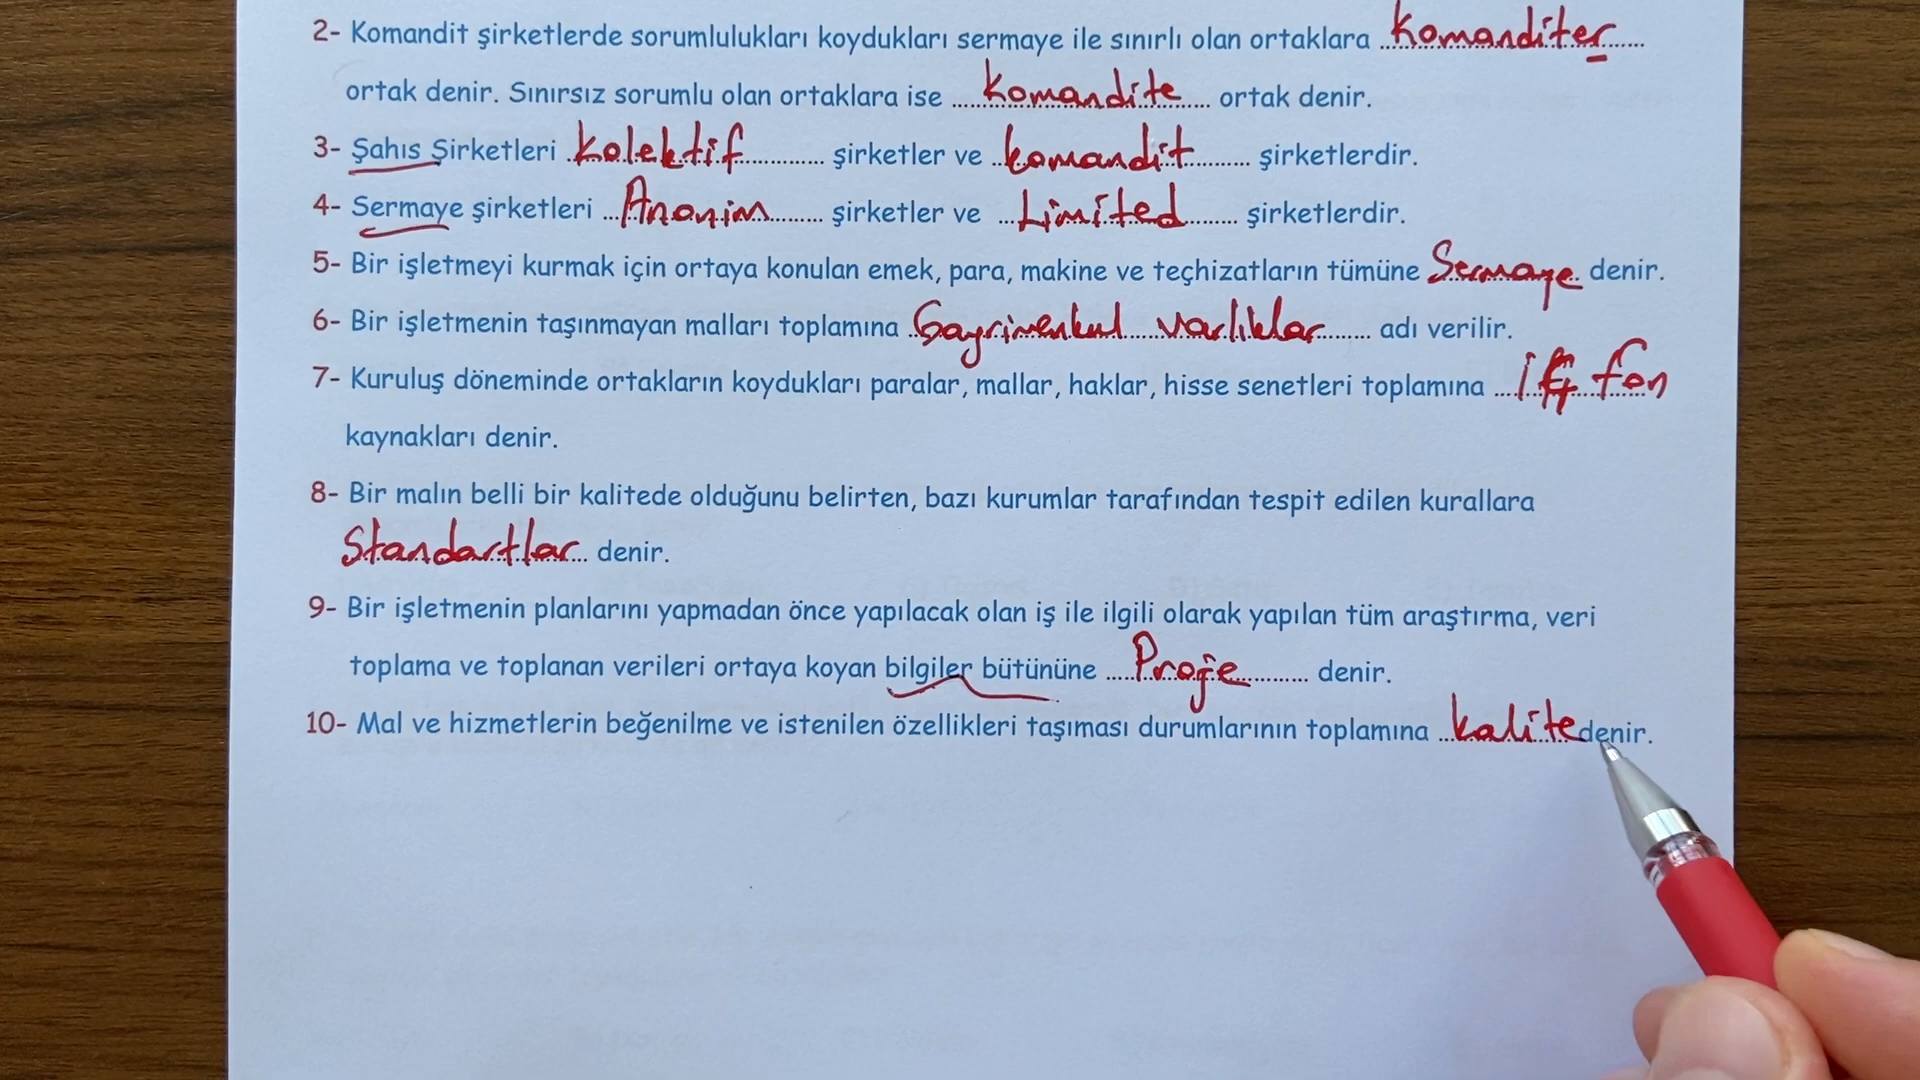 2- Komandit şirketlerde sorumlulukları koydukları sermaye ile sınırlı olan ortaklara Komanditer
ortak denir. Sınırsız sorumlu olan ortaklara ise Komandite ortak denir.
3- Şahıs Şirketleri Kolektif şirketler ve komandit şirketlerdir.
4- Sermaye şirketleri Anonim şirketler ve Limited şirketlerdir.
5- Bir işletmeyi kurmak için ortaya konulan emek, para, makine ve teçhizatların tümüne Sermaye denir.
6- Bir işletmenin taşınmayan malları toplamına Gayrimenkul varlıklar adı verilir.
7- Kuruluş döneminde ortakların koydukları paralar, mallar, haklar, hisse senetleri toplamına fon
kaynakları denir.
8- Bir malın belli bir kalitede olduğunu belirten, bazı kurumlar tarafından tespit edilen kurallara
Standartlar denir.
9- Bir işletmenin planlarını yapmadan önce yapılacak olan iş ile ilgili olarak yapılan tüm araştırma, veri
toplama ve toplanan verileri ortaya koyan bilgiler bütününe Proje denir.
10- Mal ve hizmetlerin beğenilme ve istenilen özellikleri taşıması durumlarının toplamına kalite denir.